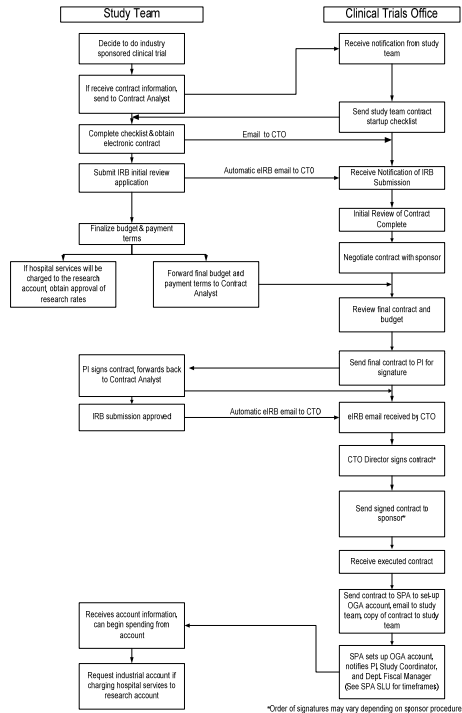 Study Team
Clinical Trials Office
Decide to do industry
sponsored clinical trial
Receive notification from study
team
If receive contract information,
send to Contract Analyst
Send study team contract
startup checklist
Complete checklist & obtain
electronic contract
Email to CTO
Submit IRB initial review
application
Automatic eIRB email to CTO
Receive Notification of IRB
Submission
Initial Review of Contract
Complete
Finalize budget & payment
terms
Negotiate contract with sponsor
If hospital services will be
charged to the research
account, obtain approval of
research rates
Forward final budget and
payment terms to Contract
Analyst
Review final contract and
budget
Send final contract to PI for
signature
PI signs contract, forwards back
to Contract Analyst
IRB submission approved
Automatic eIRB email to CTO
eIRB email received by CTO
CTO Director signs contract*
Send signed contract to
sponsor*
Receive executed contract
Send contract to SPA to set-up
OGA account, email to study
team, copy of contract to study
team
Receives account information,
can begin spending from
account
SPA sets up OGA account,
notifies PI, Study Coordinator,
and Dept. Fiscal Manager
(See SPA SLU for timeframes)
Request industrial account if
charging hospital services to
research account
*Order of signatures may vary depending on sponsor procedure